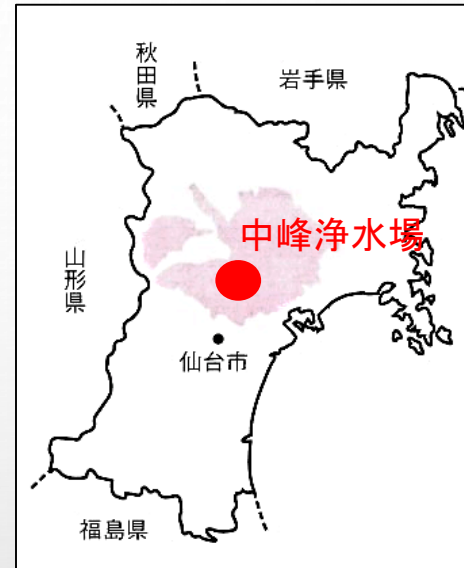 秋田県
岩手県
中峰浄水場
山形県
仙台市
福島県